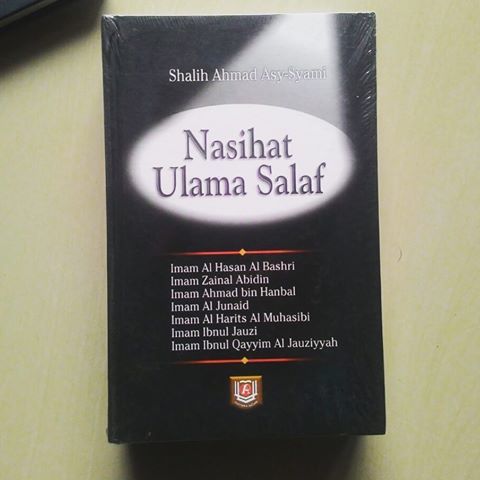 Shalih Ahmad Asy-Syami
Nasihat
Ulama Salaf
Imam Al Hasan Al Bashri
Imam Zainal Abidin
Imam Ahmad bin Hanbal
Imam Al Junaid
Imam Al Harits Al Muhasibi
Imam Ibnul Jauzi
Imam Ibnul Qayyim Al Jauziyyah